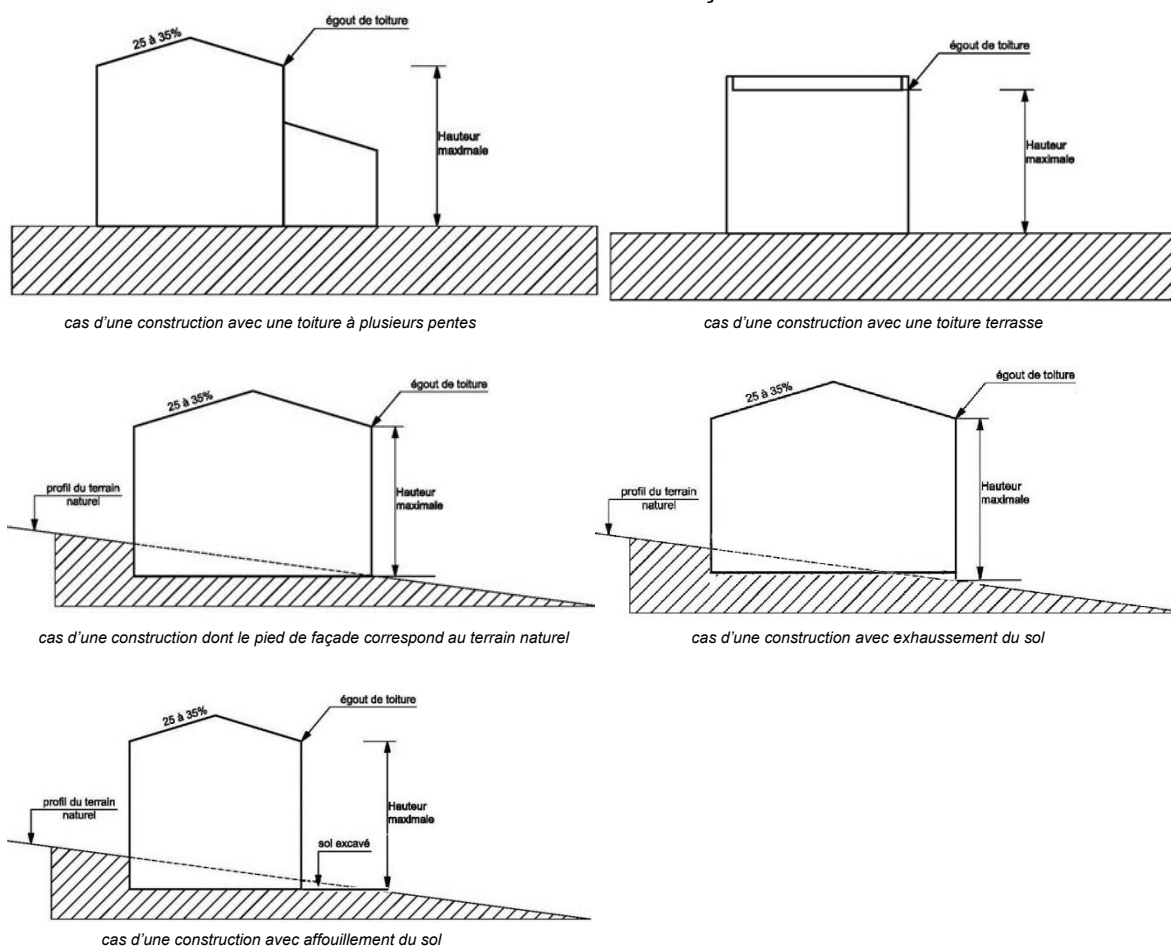 égout de toiture
25 à 35%
Hauteur
maximale
cas d'une construction avec une toiture à plusieurs pentes
égout de toiture
Hauteur
maximale
cas d'une construction avec une toiture terrasse
égout de toiture
25 à 35%
profil du terrain
naturel
Hauteur
maximale
cas d'une construction dont le pied de façade correspond au terrain naturel
égout de toiture
25 à 35%
profil du terrain
naturel
Hauteur
maximale
cas d'une construction avec exhaussement du sol
égout de toiture
25 à 35%
profil du terrain
naturel
Hauteur
maximale
sol excavé
cas d'une construction avec affouillement du sol